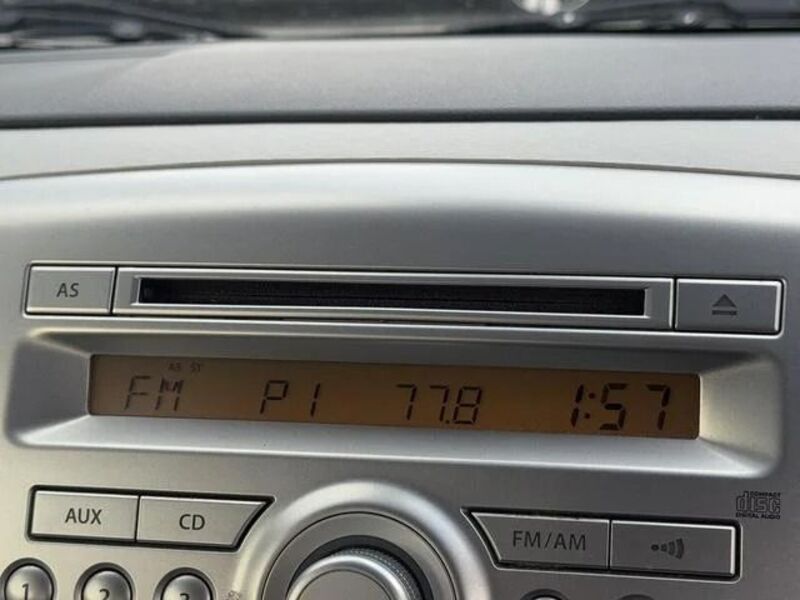 AS
AS ST
FM P1 77.8 1:57
AUX CD FM/AM
COMPACT
disc
DIGITAL AUDIO
1 2 3